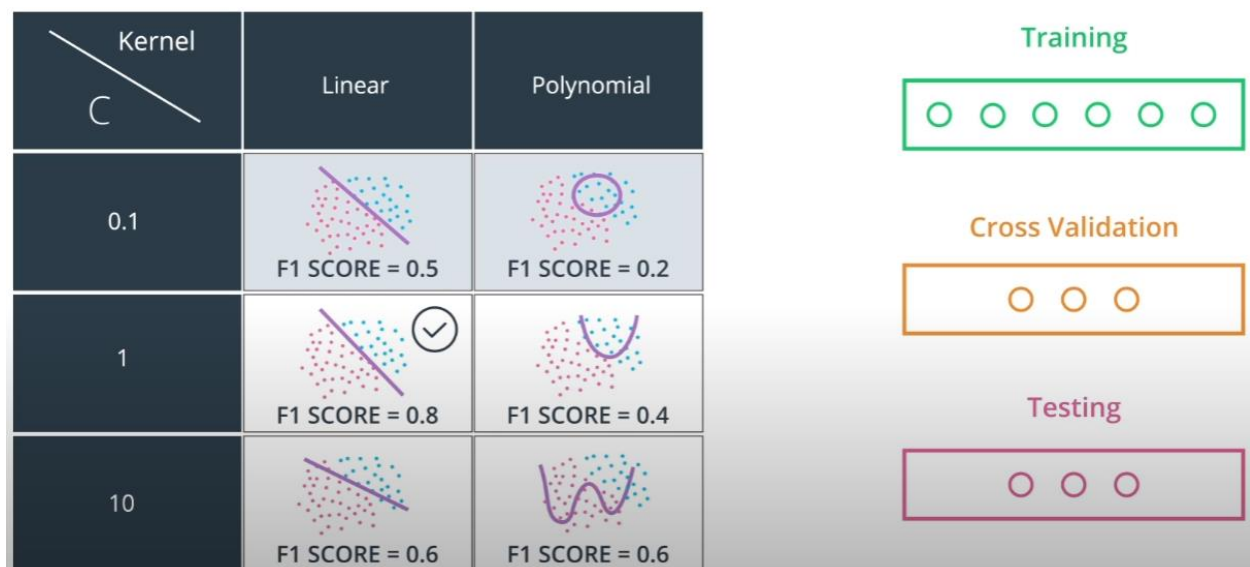 Kernel
C
Linear
Polynomial
0.1
F1 SCORE = 0.5
F1 SCORE = 0.2
1
F1 SCORE = 0.8
F1 SCORE = 0.4
10
F1 SCORE = 0.6
F1 SCORE = 0.6
Training
Cross Validation
Testing